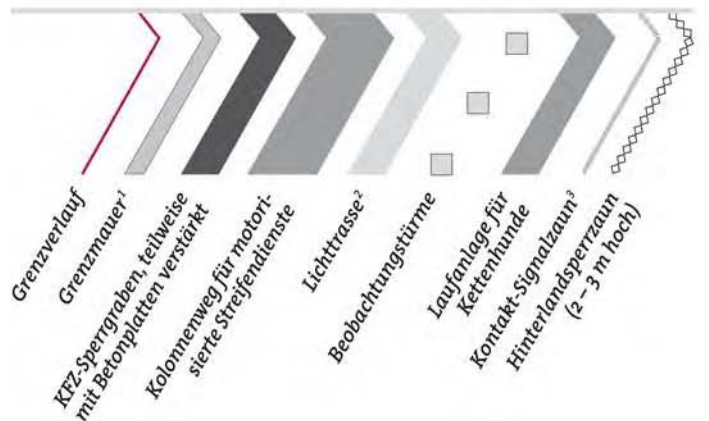 Grenzverlauf
Grenzmauer¹
KFZ-Sperrgraben, teilweise
mit Betonplatten verstärkt
Kolonnenweg für motori-
sierte Streifendienste
Lichttrasse²
Beobachtungstürme
Laufanlage für
Kettenhunde
Kontakt-Signalzaun³
Hinterlandsperrzaun
(2 – 3 m hoch)